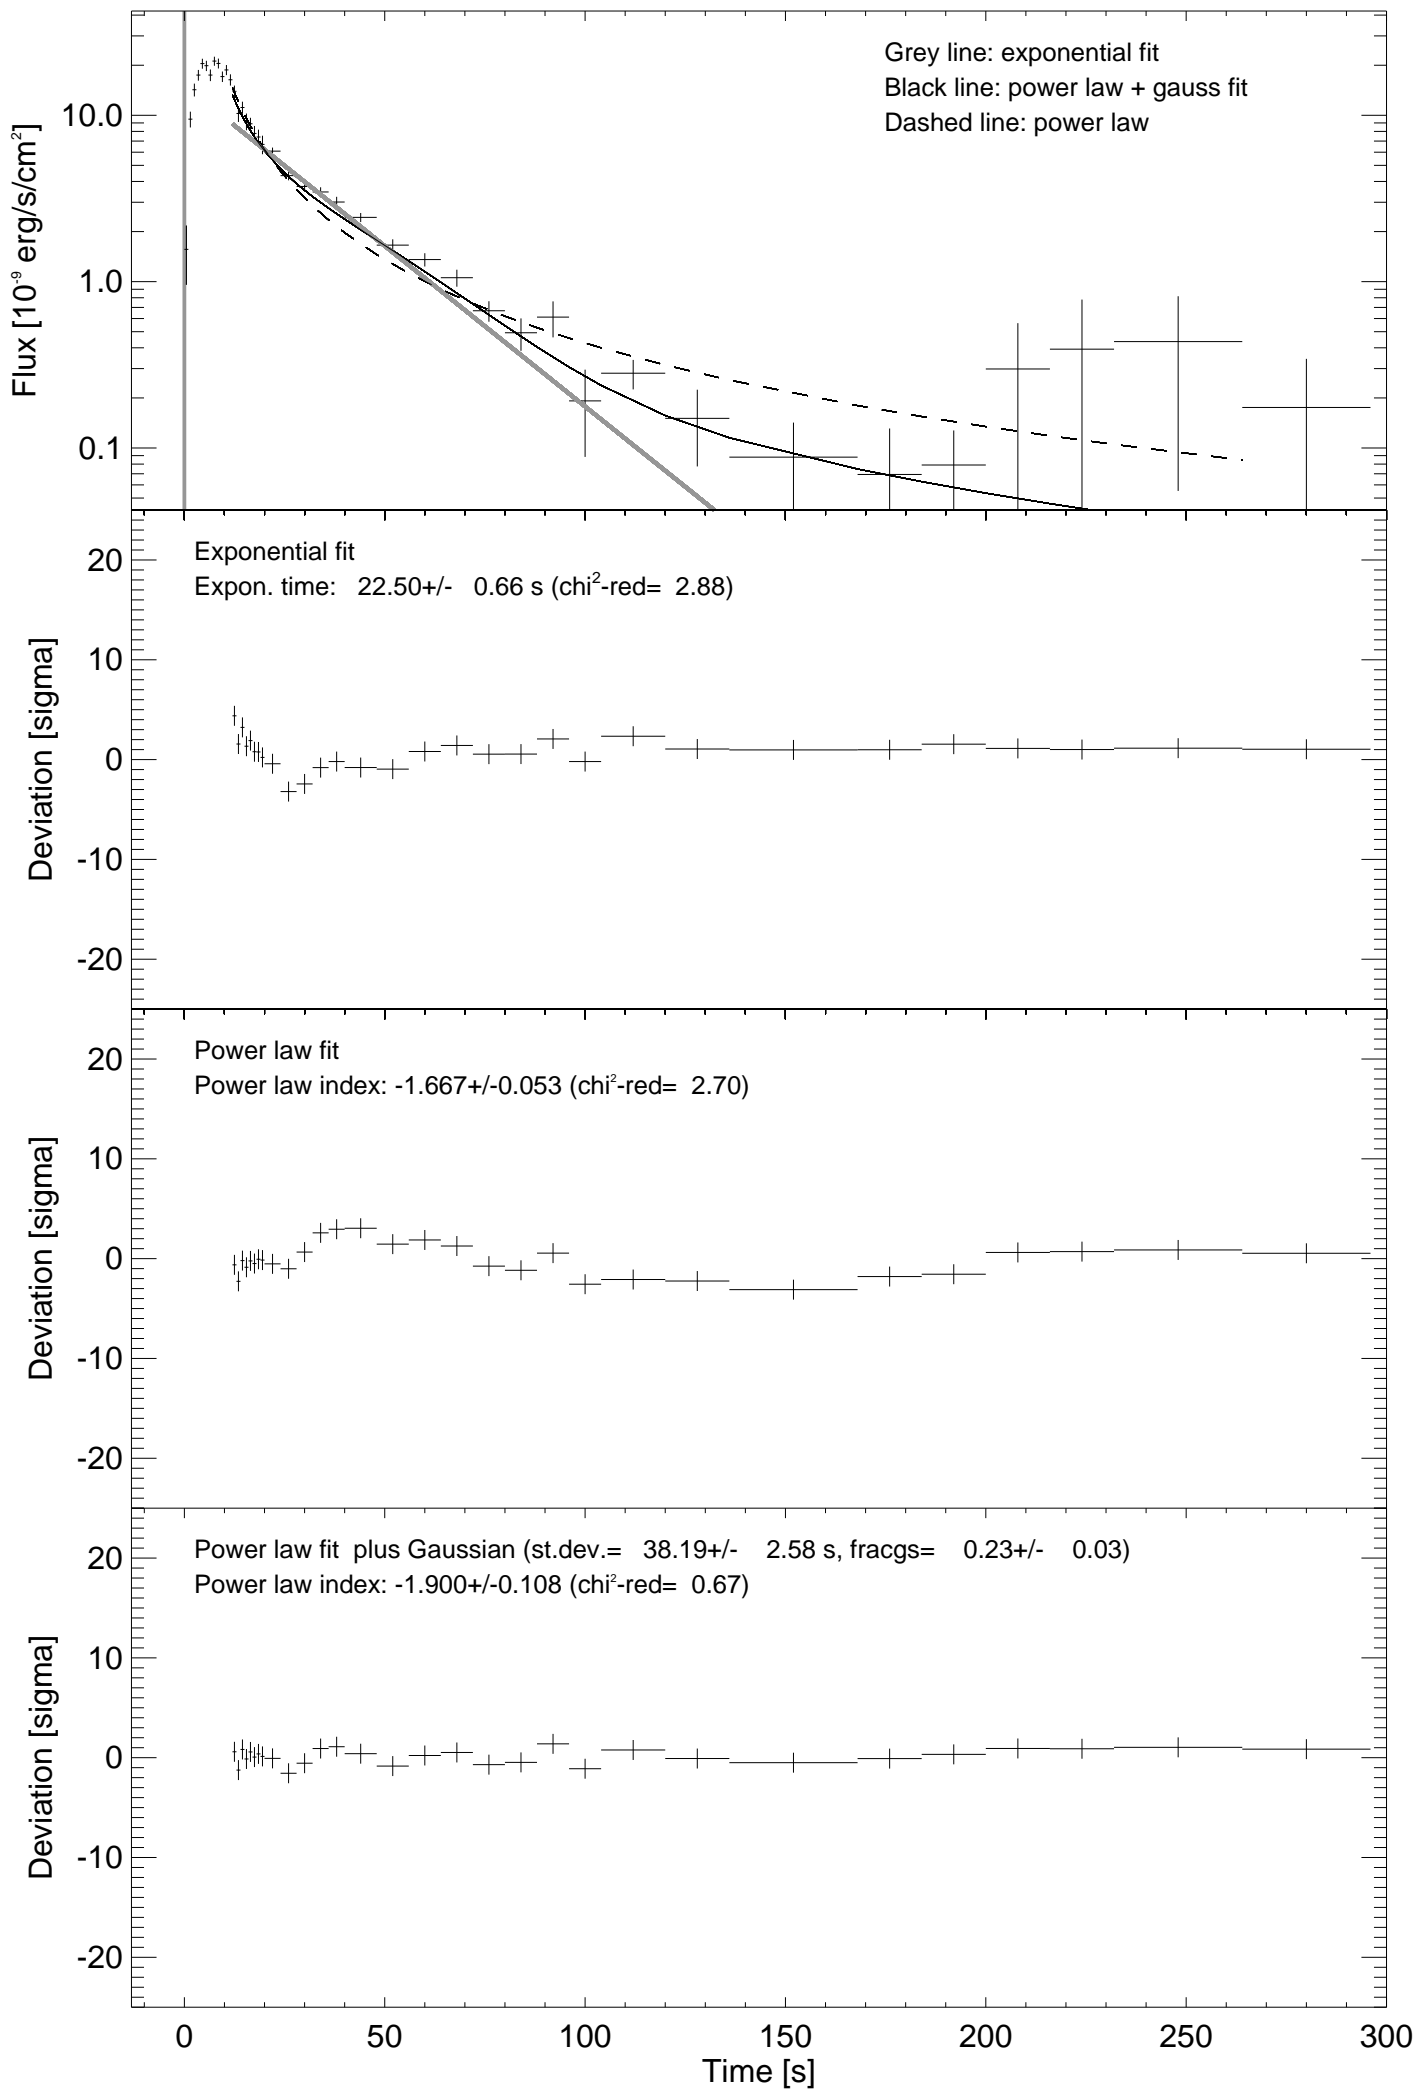 Grey line: exponential fit
Black line: power law + gauss fit
Dashed line: power law
Flux [10⁻⁹ erg/s/cm²]
10.0
1.0
0.1
Exponential fit
Expon. time: 22.50+/- 0.66 s (chi²-red= 2.88)
Deviation [sigma]
20
10
0
-10
-20
Power law fit
Power law index: -1.667+/-0.053 (chi²-red= 2.70)
Deviation [sigma]
20
10
0
-10
-20
Power law fit plus Gaussian (st.dev.= 38.19+/- 2.58 s, fracgs= 0.23+/- 0.03)
Power law index: -1.900+/-0.108 (chi²-red= 0.67)
Deviation [sigma]
20
10
0
-10
-20
0 50 100 150 200 250 300
Time [s]